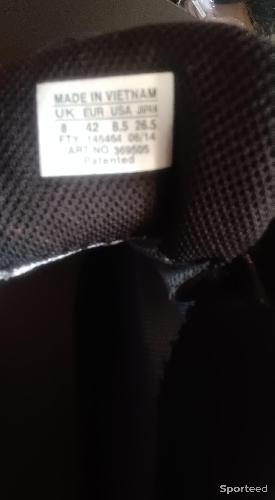 MADE IN VIETNAM
UK EUR USA JAPAN
8 42 8.5 26.5
FTY 145464 06/14
ART NO 369505
Patented
Sporteed